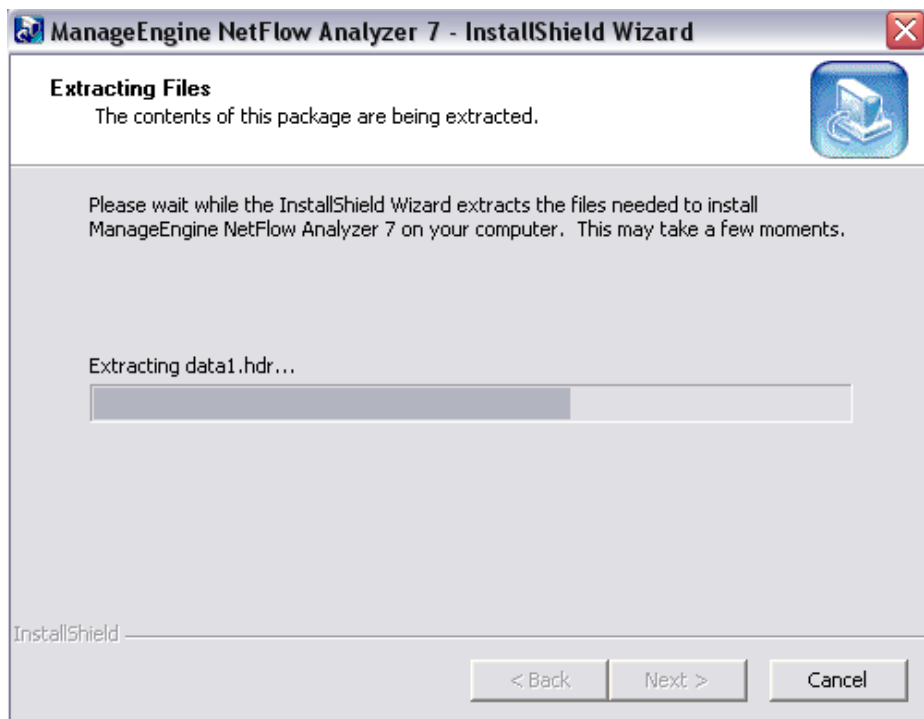 ManageEngine NetFlow Analyzer 7 - InstallShield Wizard
Extracting Files
The contents of this package are being extracted.
Please wait while the InstallShield Wizard extracts the files needed to install
ManageEngine NetFlow Analyzer 7 on your computer.  This may take a few moments.
Extracting data1.hdr...
InstallShield
< Back
Next >
Cancel